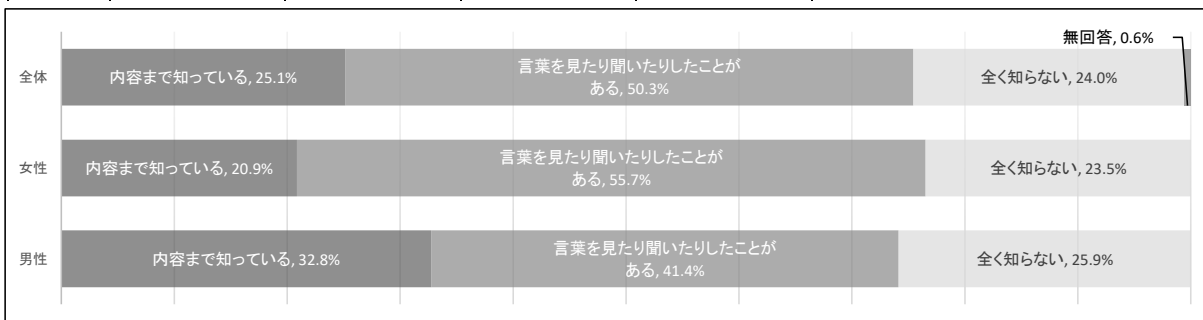 無回答, 0.6%
全体
内容まで知っている, 25.1%
言葉を見たり聞いたりしたことが
ある, 50.3%
全く知らない, 24.0%
女性
内容まで知っている, 20.9%
言葉を見たり聞いたりしたことが
ある, 55.7%
全く知らない, 23.5%
男性
内容まで知っている, 32.8%
言葉を見たり聞いたりしたことが
ある, 41.4%
全く知らない, 25.9%